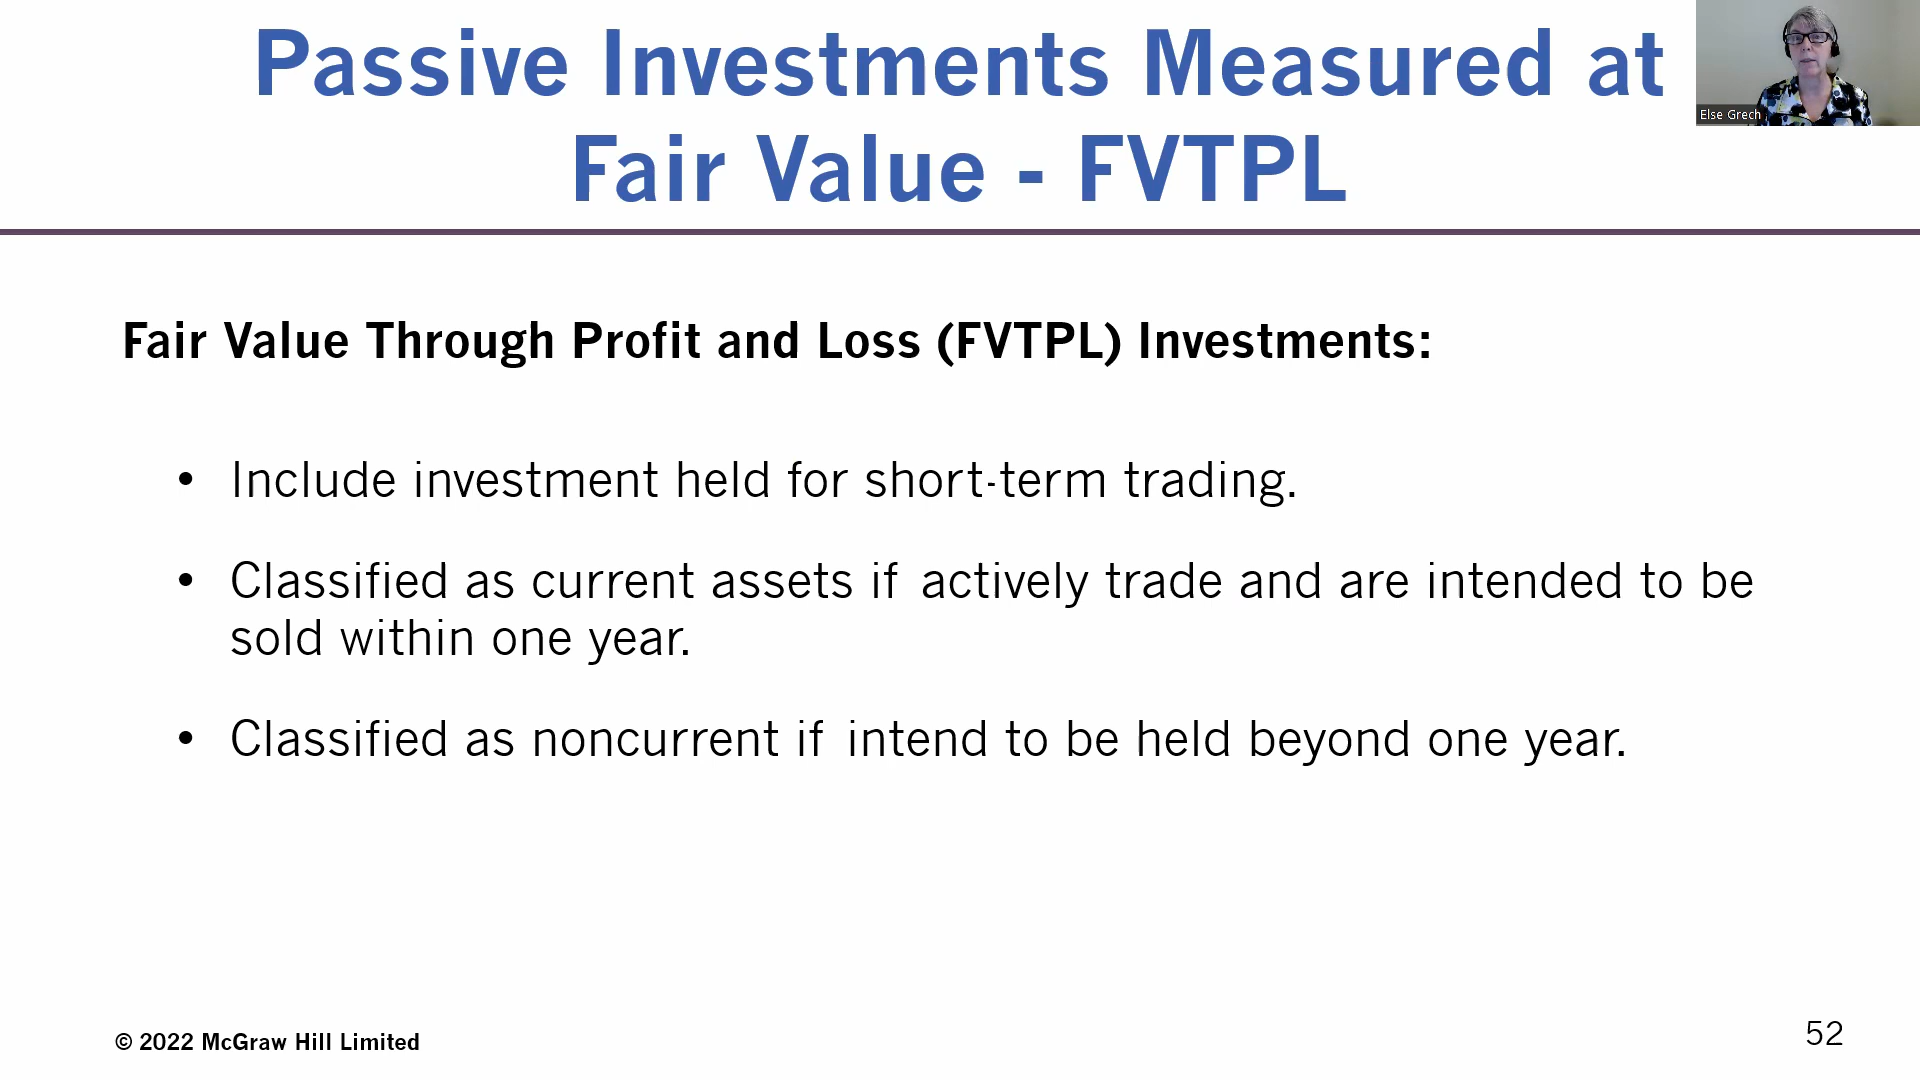 Passive Investments Measured at
Fair Value - FVTPL
Else Grech
Fair Value Through Profit and Loss (FVTPL) Investments:
• Include investment held for short-term trading.
• Classified as current assets if actively trade and are intended to be
sold within one year.
• Classified as noncurrent if intend to be held beyond one year.
© 2022 McGraw Hill Limited
52